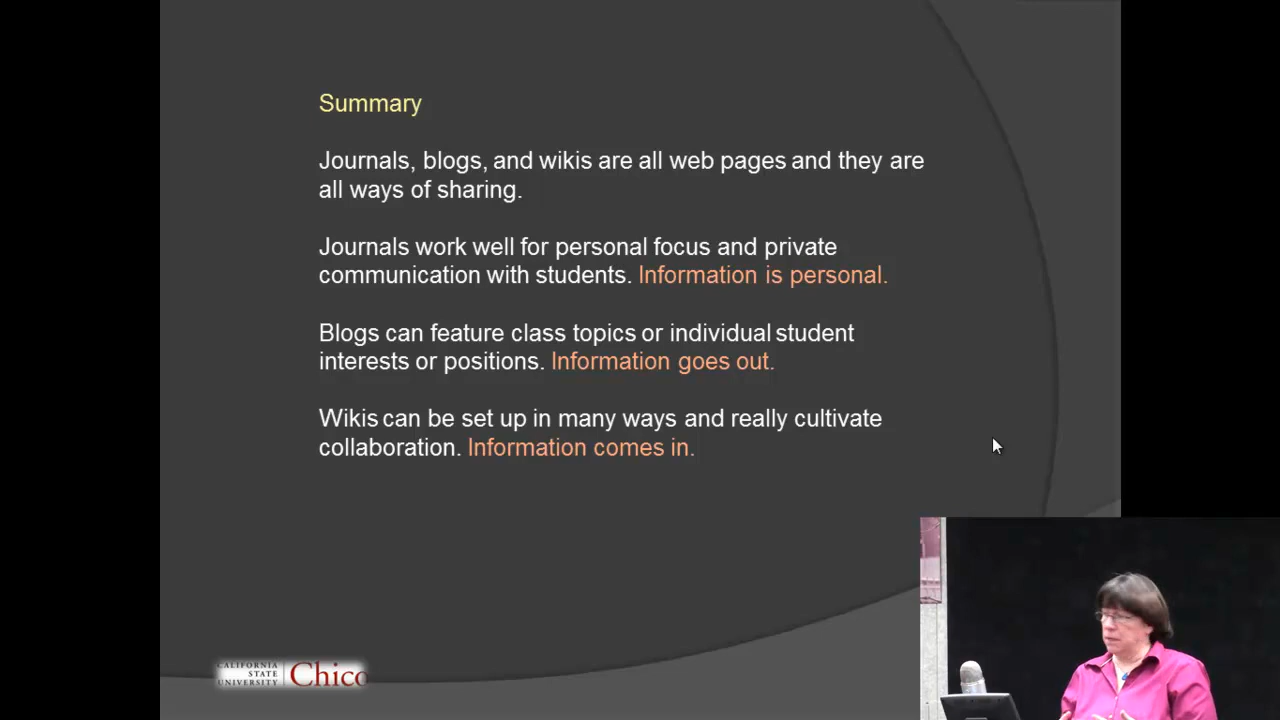 Summary
Journals, blogs, and wikis are all web pages and they are
all ways of sharing.
Journals work well for personal focus and private
communication with students. Information is personal.
Blogs can feature class topics or individual student
interests or positions. Information goes out.
Wikis can be set up in many ways and really cultivate
collaboration. Information comes in.
CALIFORNIA
STATE
UNIVERSITY
Chico